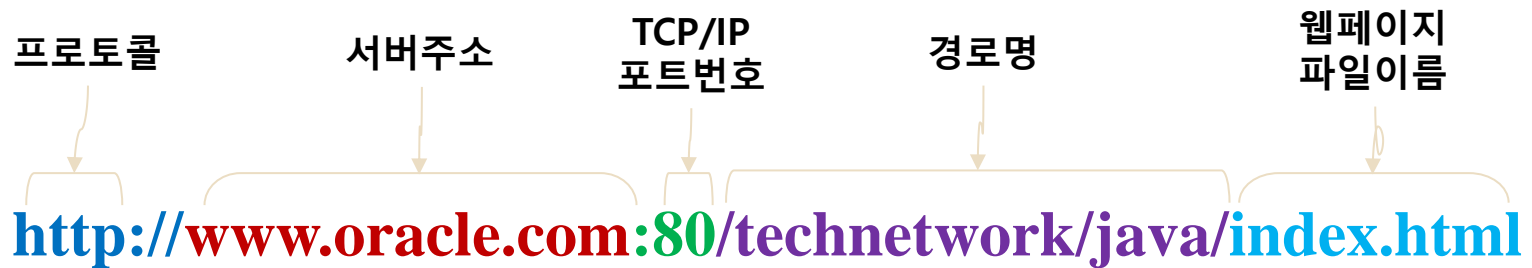 프로토콜
서버주소
TCP/IP
포트번호
경로명
웹페이지
파일이름
http://www.oracle.com:80/technetwork/java/index.html